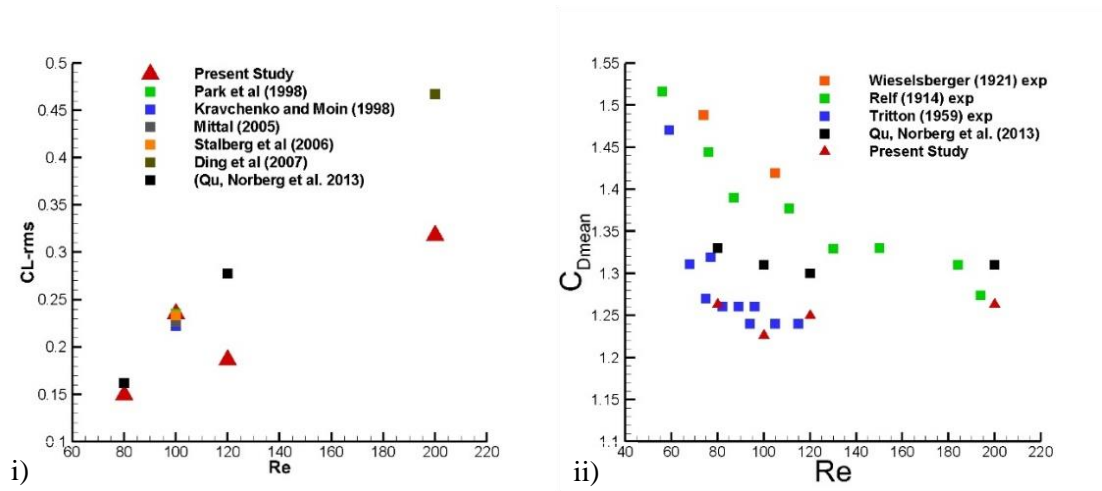 0.5
0.45
0.4
0.35
0.3
0.25
0.2
0.15
0.1
CL-rms
Present Study
Park et al (1998)
Kravchenko and Moin (1998)
Mittal (2005)
Stalberg et al (2006)
Ding et al (2007)
(Qu, Norberg et al. 2013)
60 80 100 120 140 160 180 200 220
Re
i)
1.55
1.5
1.45
1.4
1.35
1.3
1.25
1.2
1.15
1.1
CDmean
Wieselsberger (1921) exp
Relf (1914) exp
Tritton (1959) exp
Qu, Norberg et al. (2013)
Present Study
40 60 80 100 120 140 160 180 200 220
Re
ii)